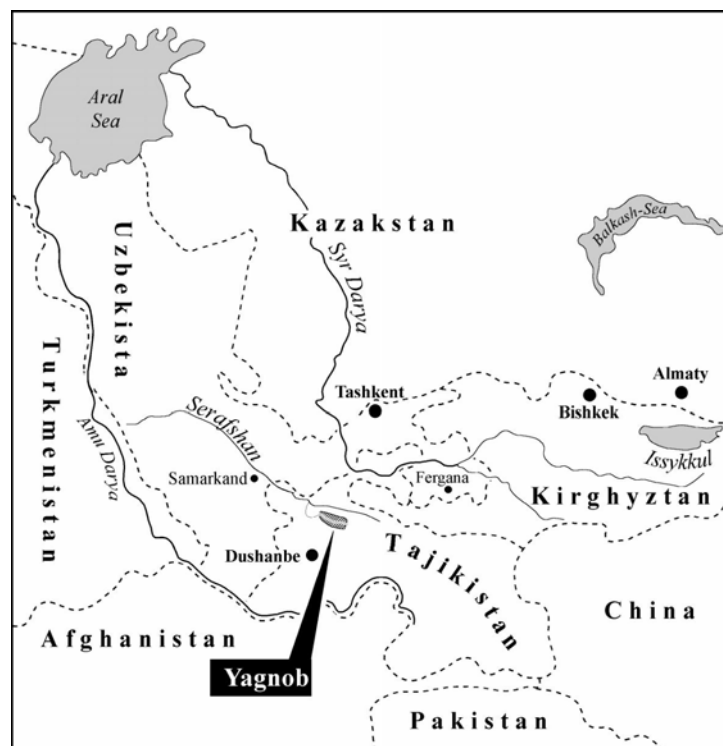 Aral
Sea
Kazakstan
Balkash-Sea
Uzbekista
Syr Darya
Turkmenistan
Amu Darya
Serafshan
Tashkent
Bishkek
Almaty
Issykkul
Samarkand
Fergana
Kirghyztan
Dushanbe
Tajikistan
China
Afghanistan
Yagnob
Pakistan